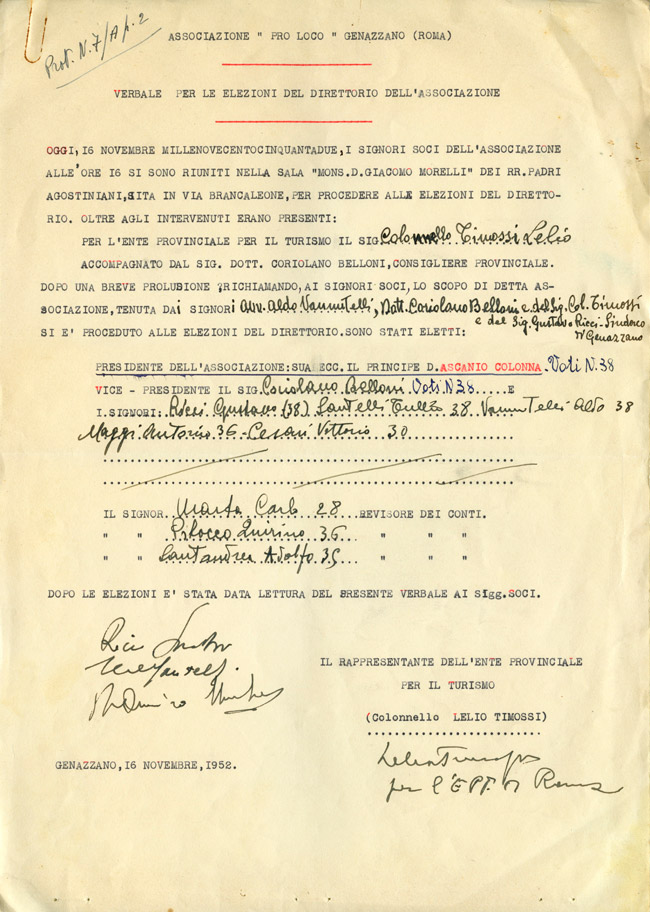 Prot. N. 7/A p. 2
ASSOCIAZIONE " PRO LOCO " GENAZZANO (ROMA)
VERBALE PER LE ELEZIONI DEL DIRETTORIO DELL'ASSOCIAZIONE
OGGI, 16 NOVEMBRE MILLENOVECENTOCINQUANTADUE, I SIGNORI SOCI DELL'ASSOCIAZIONE
ALLE'ORE 16 SI SONO RIUNITI NELLA SALA "MONS.D.GIACOMO MORELLI" DEI RR.PADRI
AGOSTINIANI, SITA IN VIA BRANCALEONE, PER PROCEDERE ALLE ELEZIONI DEL DIRETTO-
RIO. OLTRE AGLI INTERVENUTI ERANO PRESENTI:
PER L'ENTE PROVINCIALE PER IL TURISMO IL SIG. Colonnello Timossi Lelio
ACCOMPAGNATO DAL SIG. DOTT. CORIOLANO BELLONI, CONSIGLIERE PROVINCIALE.
DOPO UNA BREVE PROLUSIONE RICHIAMANDO, AI SIGNORI SOCI, LO SCOPO DI DETTA AS-
SOCIAZIONE, TENUTA DAI SIGNORI Avv. Aldo Vannutelli, Dott. Coriolano Belloni e del Sig. Col. Timossi
e del Sig. Gustavo Ricci-Sindaco
di Genazzano
SI E' PROCEDUTO ALLE ELEZIONI DEL DIRETTORIO. SONO STATI ELETTI:
PRESIDENTE DELL'ASSOCIAZIONE: SUA ECC. IL PRINCIPE D. ASCANIO COLONNA. Voti N. 38
VICE - PRESIDENTE IL SIG. Coriolano Belloni Voti N 38 E
I SIGNORI: Ricci Gustavo (38) Santelli Tullo 38 Vannutelli Aldo 38
Maggi Antonio 36 - Cesari Vittorio 30
IL SIGNOR Marta Carlo 28 REVISORE DEI CONTI.
" " Pilocco Quirino 36 " " "
" " Santandrea Adolfo 35 " " "
DOPO LE ELEZIONI E' STATA DATA LETTURA DEL PRESENTE VERBALE AI Sigg. SOCI.
IL RAPPRESENTANTE DELL'ENTE PROVINCIALE
PER IL TURISMO
(Colonnello LELIO TIMOSSI)
Lelio Timossi
per l'EPT di Roma
GENAZZANO, 16 NOVEMBRE, 1952.